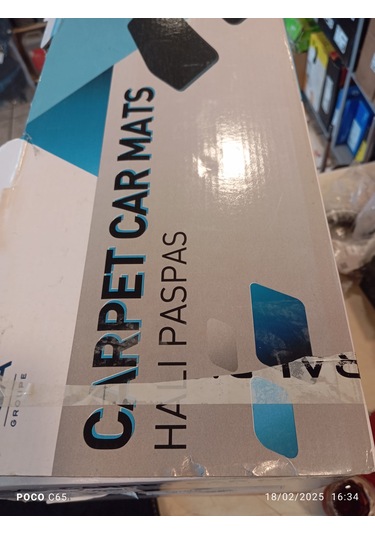 CARPET CAR MATS
HALI PASPAS
GROUPE
POCO C65
18/02/2025 16:34